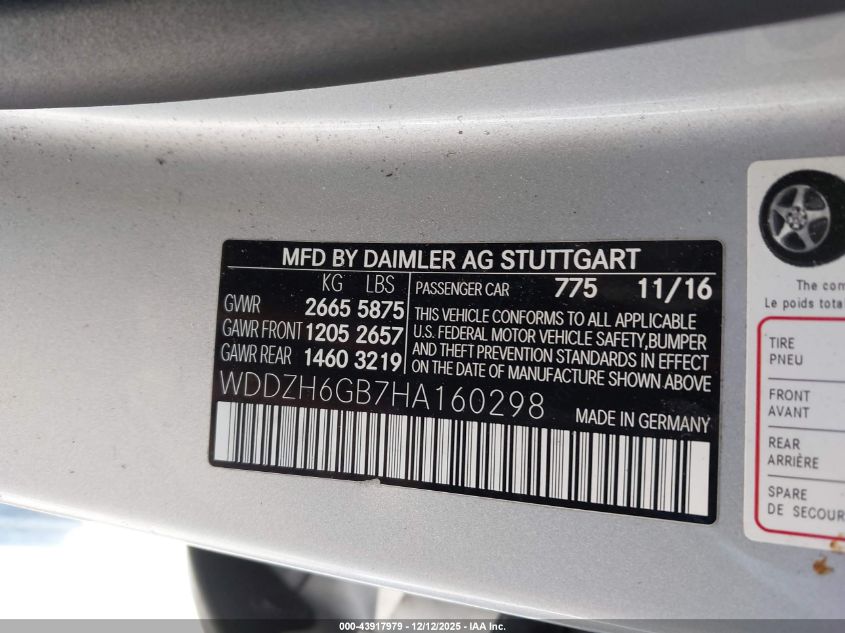 MFD BY DAIMLER AG STUTTGART
KG LBS
GVWR 2665 5875
GAWR FRONT 1205 2657
GAWR REAR 1460 3219
PASSENGER CAR 775 11/16
THIS VEHICLE CONFORMS TO ALL APPLICABLE
U.S. FEDERAL MOTOR VEHICLE SAFETY,BUMPER
AND THEFT PREVENTION STANDARDS IN EFFECT
ON THE DATE OF MANUFACTURE SHOWN ABOVE
WDDZH6GB7HA160298
MADE IN GERMANY
The com
Le poids tota
TIRE
PNEU
FRONT
AVANT
REAR
ARRIÈRE
SPARE
DE SECOUR
000-43917979 - 12/12/2025 - IAA Inc.